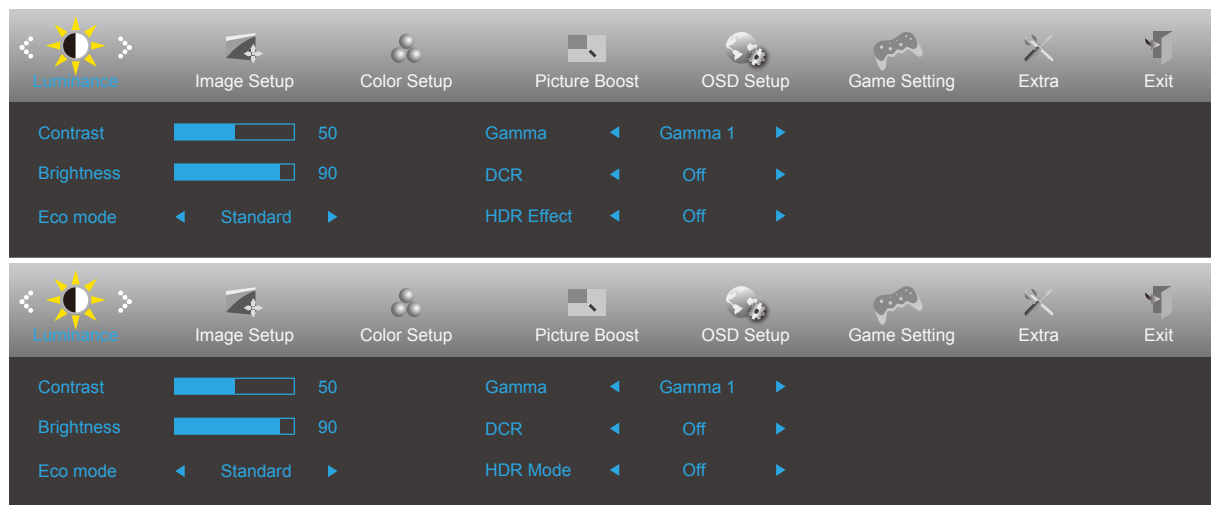 Luminance Image Setup Color Setup Picture Boost OSD Setup Game Setting Extra Exit
Contrast 50 Gamma Gamma 1
Brightness 90 DCR Off
Eco mode Standard HDR Effect Off
Luminance Image Setup Color Setup Picture Boost OSD Setup Game Setting Extra Exit
Contrast 50 Gamma Gamma 1
Brightness 90 DCR Off
Eco mode Standard HDR Mode Off